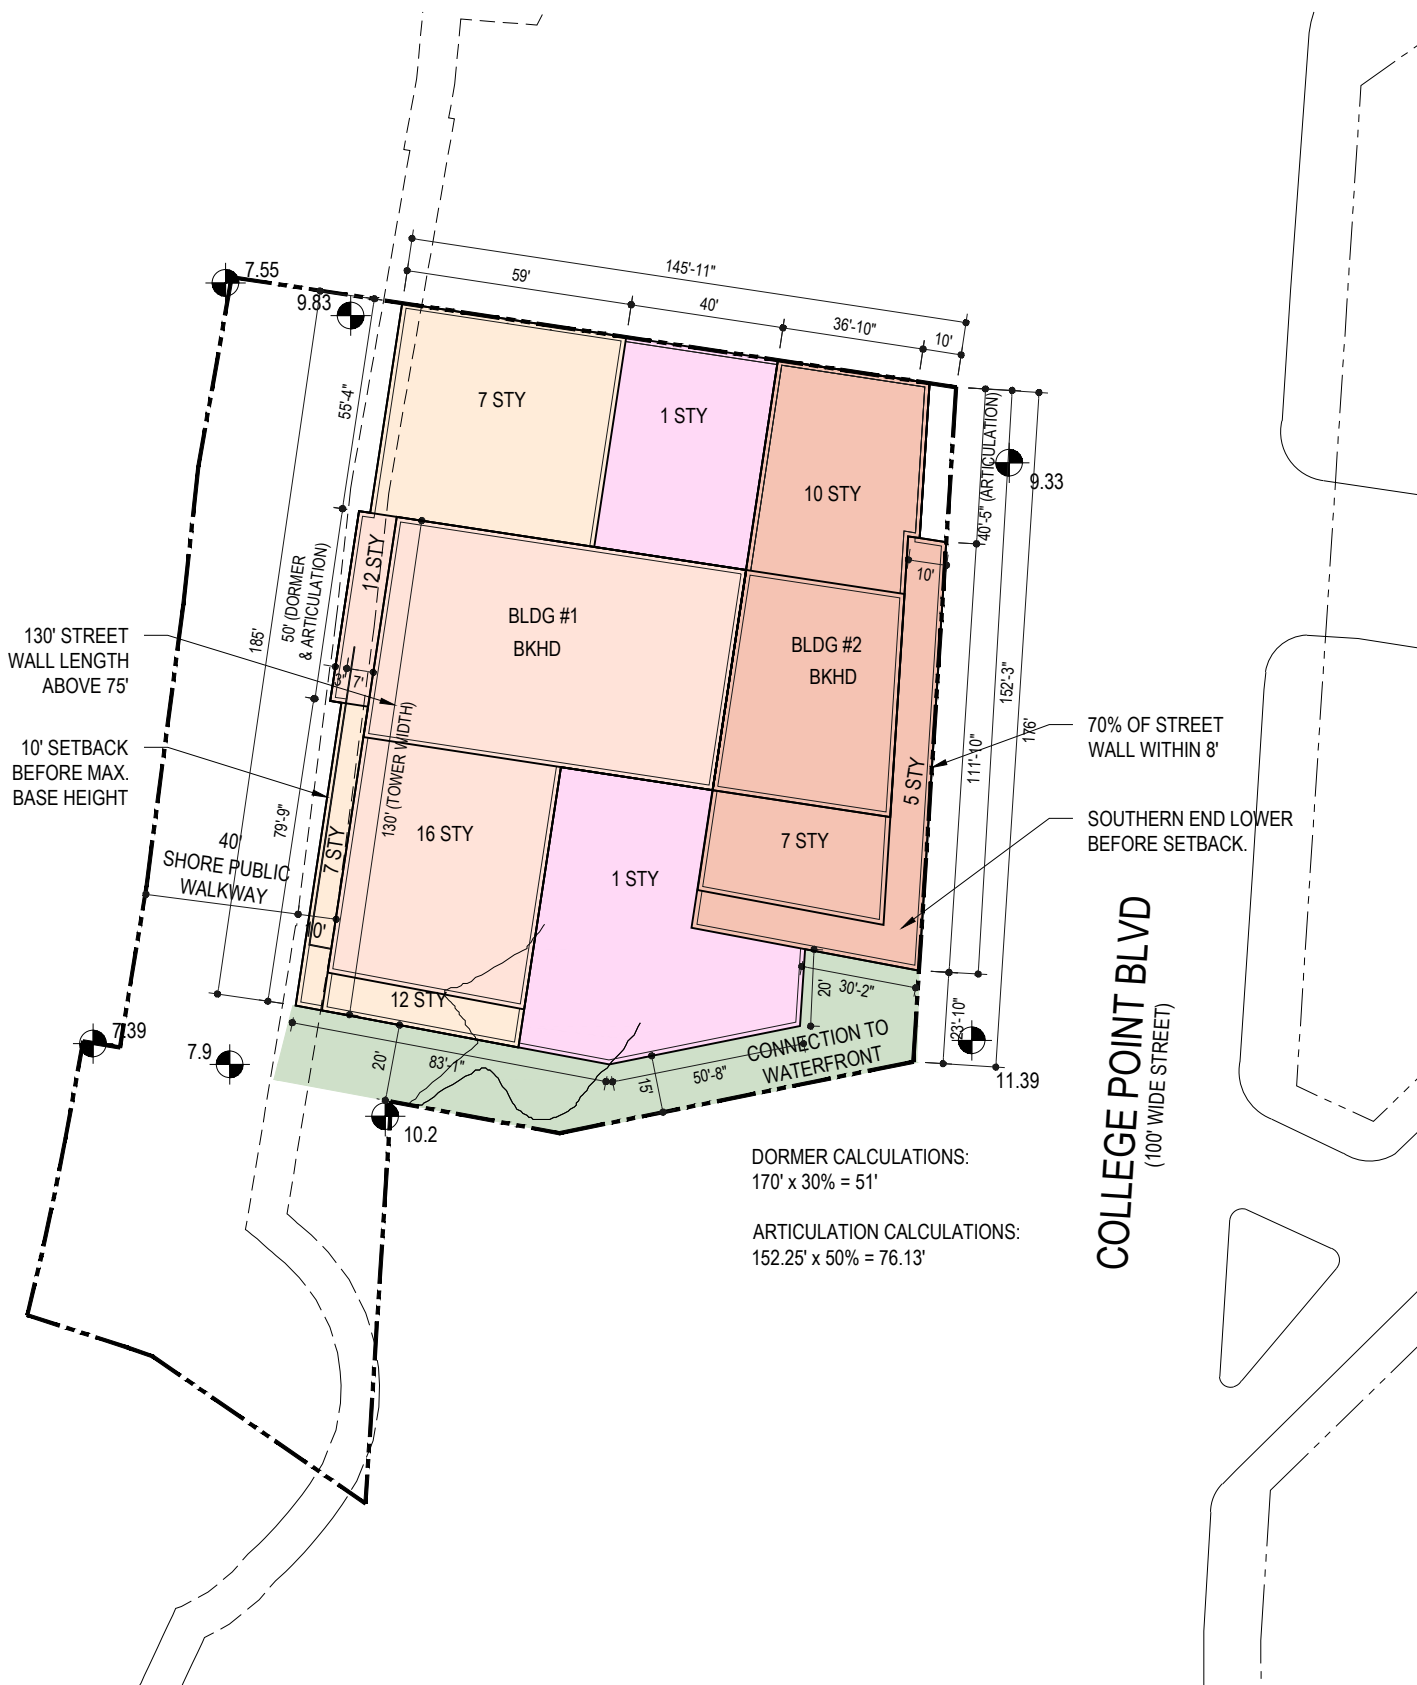 7.55
9.83
145'-11"
59'
40'
36'-10"
10'
55'-4"
7 STY
1 STY
10 STY
40'-5" (ARTICULATION)
9.33
12 STY
10'
50' (DORMER
& ARTICULATION)
185'
BLDG #1
BKHD
BLDG #2
BKHD
130' STREET
WALL LENGTH
ABOVE 75'
3'
7'
152'-3"
176'
111'-10"
70% OF STREET
WALL WITHIN 8'
10' SETBACK
BEFORE MAX.
BASE HEIGHT
130' (TOWER WIDTH)
5 STY
79'-9"
7 STY
16 STY
7 STY
SOUTHERN END LOWER
BEFORE SETBACK.
40'
SHORE PUBLIC
WALKWAY
1 STY
10'
12 STY
20'
30'-2"
23'-10"
7.39
7.9
20'
83'-1"
15'
50'-8"
CONNECTION TO
WATERFRONT
11.39
10.2
COLLEGE POINT BLVD
(100' WIDE STREET)
DORMER CALCULATIONS:
170' x 30% = 51'
ARTICULATION CALCULATIONS:
152.25' x 50% = 76.13'